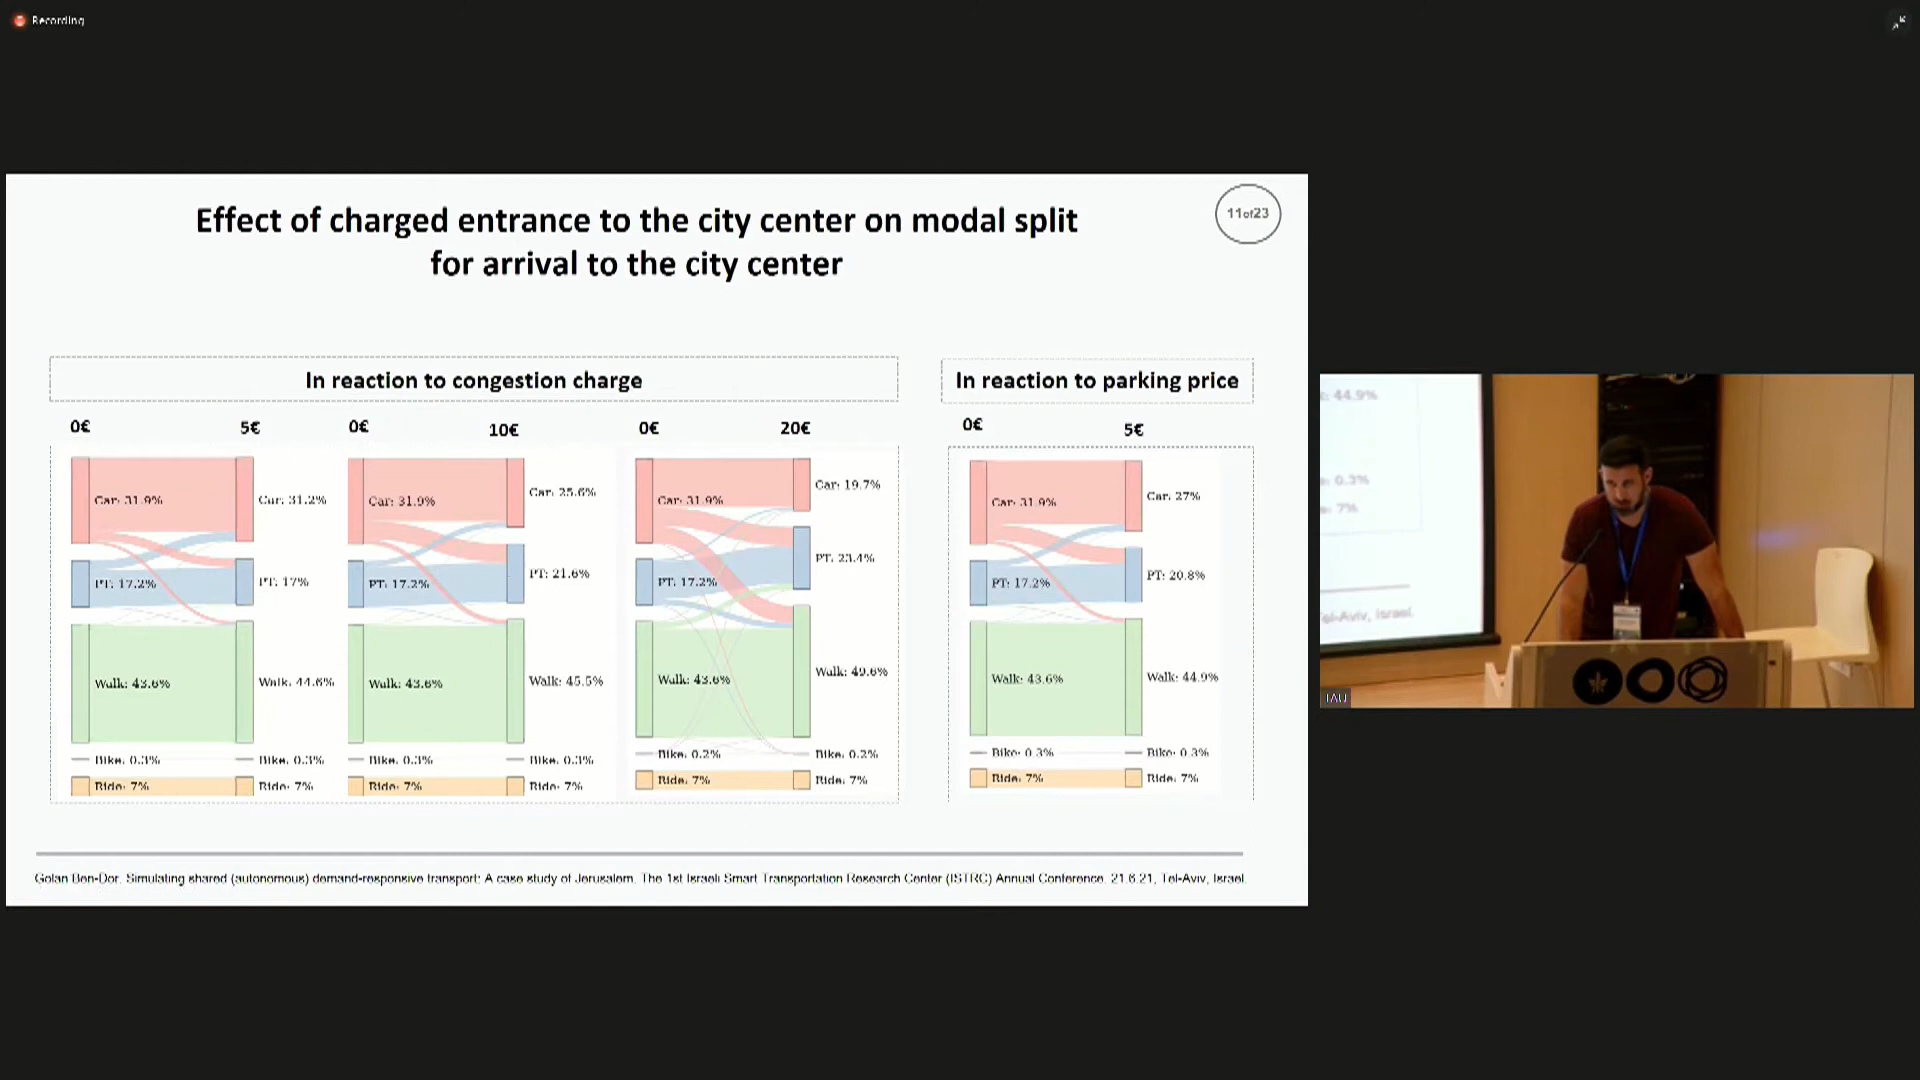 Recording
Effect of charged entrance to the city center on modal split
for arrival to the city center
11of23
In reaction to congestion charge
In reaction to parking price
0€ 5€ 0€ 10€ 0€ 20€ 0€ 5€
Car: 31.9% Car: 31.2%
PT: 17.2% PT: 17%
Walk: 43.6% Walk: 44.6%
Bike: 0.3% Bike: 0.3%
Ride: 7% Ride: 7%
Car: 31.9% Car: 25.6%
PT: 17.2% PT: 21.6%
Walk: 43.6% Walk: 45.5%
Bike: 0.3% Bike: 0.3%
Ride: 7% Ride: 7%
Car: 31.9% Car: 19.7%
PT: 17.2% PT: 23.4%
Walk: 43.6% Walk: 49.6%
Bike: 0.2% Bike: 0.2%
Ride: 7% Ride: 7%
Car: 31.9% Car: 27%
PT: 17.2% PT: 20.8%
Walk: 43.6% Walk: 44.9%
Bike: 0.3% Bike: 0.3%
Ride: 7% Ride: 7%
Golan Ben-Dor. Simulating shared (autonomous) demand-responsive transport: A case study of Jerusalem. The 1st Israeli Smart Transportation Research Center (ISTRC) Annual Conference. 21.6.21, Tel-Aviv, Israel.
: 44.9%
: 0.3%
: 7%
Tel-Aviv, Israel.
TAU